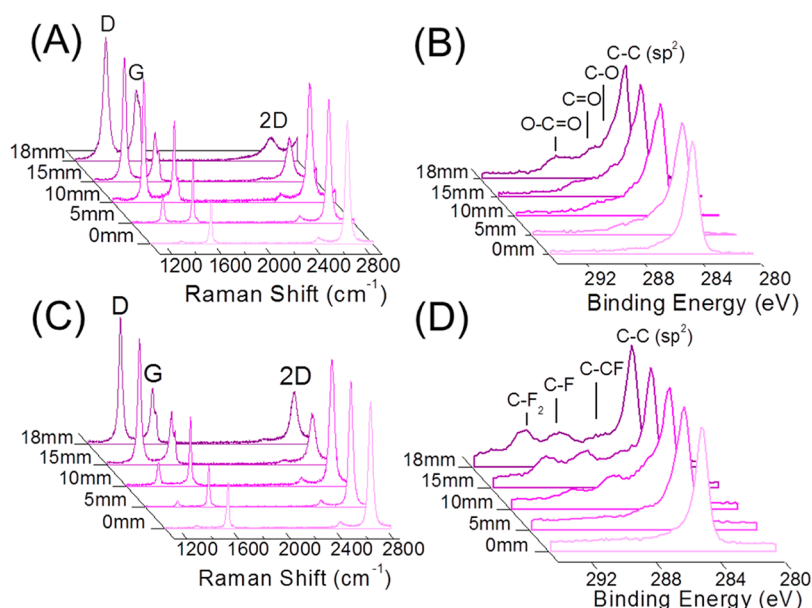 (A)
D
G
2D
18mm
15mm
10mm
5mm
0mm
1200 1600 2000 2400 2800
Raman Shift (cm⁻¹)
(B)
C-C (sp²)
C-O
C=O
O-C=O
18mm
15mm
10mm
5mm
0mm
292 288 284 280
Binding Energy (eV)
(C)
D
G
2D
18mm
15mm
10mm
5mm
0mm
1200 1600 2000 2400 2800
Raman Shift (cm⁻¹)
(D)
C-C (sp²)
C-CF
C-F
C-F₂
18mm
15mm
10mm
5mm
0mm
292 288 284 280
Binding Energy (eV)